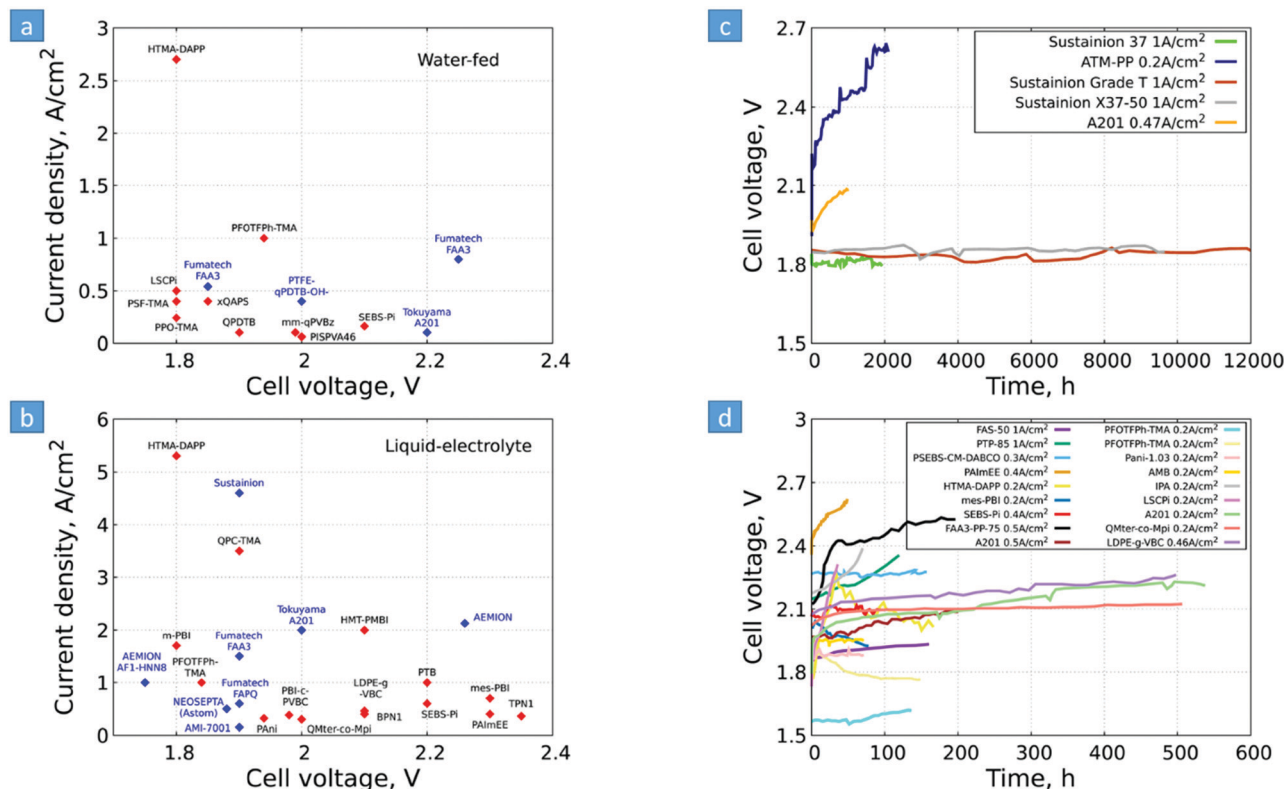 a
Current density, A/cm²
3
2.5
2
1.5
1
0.5
0
Water-fed
HTMA-DAPP
PFOTFPh-TMA
Fumatech
FAA3
LSCPi
Fumatech
FAA3
PTFE-
qPDTB-OH-
PSF-TMA
xQAPS
PPO-TMA
QPDTB
mm-qPVBz
PISPVA46
SEBS-Pi
Tokuyama
A201
1.8
2
2.2
2.4
Cell voltage, V
b
Current density, A/cm²
6
5
4
3
2
1
0
Liquid-electrolyte
HTMA-DAPP
Sustainion
QPC-TMA
Tokuyama
A201
HMT-PMBI
AEMION
m-PBI
Fumatech
FAA3
AEMION
AF1-HNN8
PFOTFPh-
TMA
Fumatech
FAPQ
PBI-c-
PVBC
LDPE-g
-VBC
PTB
mes-PBI
TPN1
NEOSEPTA
(Astom)
AMI-7001
PAni
QMter-co-Mpi
BPN1
SEBS-Pi
PAImEE
1.8
2
2.2
2.4
Cell voltage, V
c
Cell voltage, V
2.7
2.4
2.1
1.8
1.5
Sustainion 37 1A/cm²
ATM-PP 0.2A/cm²
Sustainion Grade T 1A/cm²
Sustainion X37-50 1A/cm²
A201 0.47A/cm²
0
2000
4000
6000
8000
10000
12000
Time, h
d
Cell voltage, V
3
2.7
2.4
2.1
1.8
1.5
FAS-50 1A/cm²
PTP-85 1A/cm²
PSEBS-CM-DABCO 0.3A/cm²
PAImEE 0.4A/cm²
HTMA-DAPP 0.2A/cm²
mes-PBI 0.2A/cm²
SEBS-Pi 0.4A/cm²
FAA3-PP-75 0.5A/cm²
A201 0.5A/cm²
PFOTFPh-TMA 0.2A/cm²
PFOTFPh-TMA 0.2A/cm²
Pani-1.03 0.2A/cm²
AMB 0.2A/cm²
IPA 0.2A/cm²
LSCPi 0.2A/cm²
A201 0.2A/cm²
QMter-co-Mpi 0.2A/cm²
LDPE-g-VBC 0.46A/cm²
0
100
200
300
400
500
600
Time, h